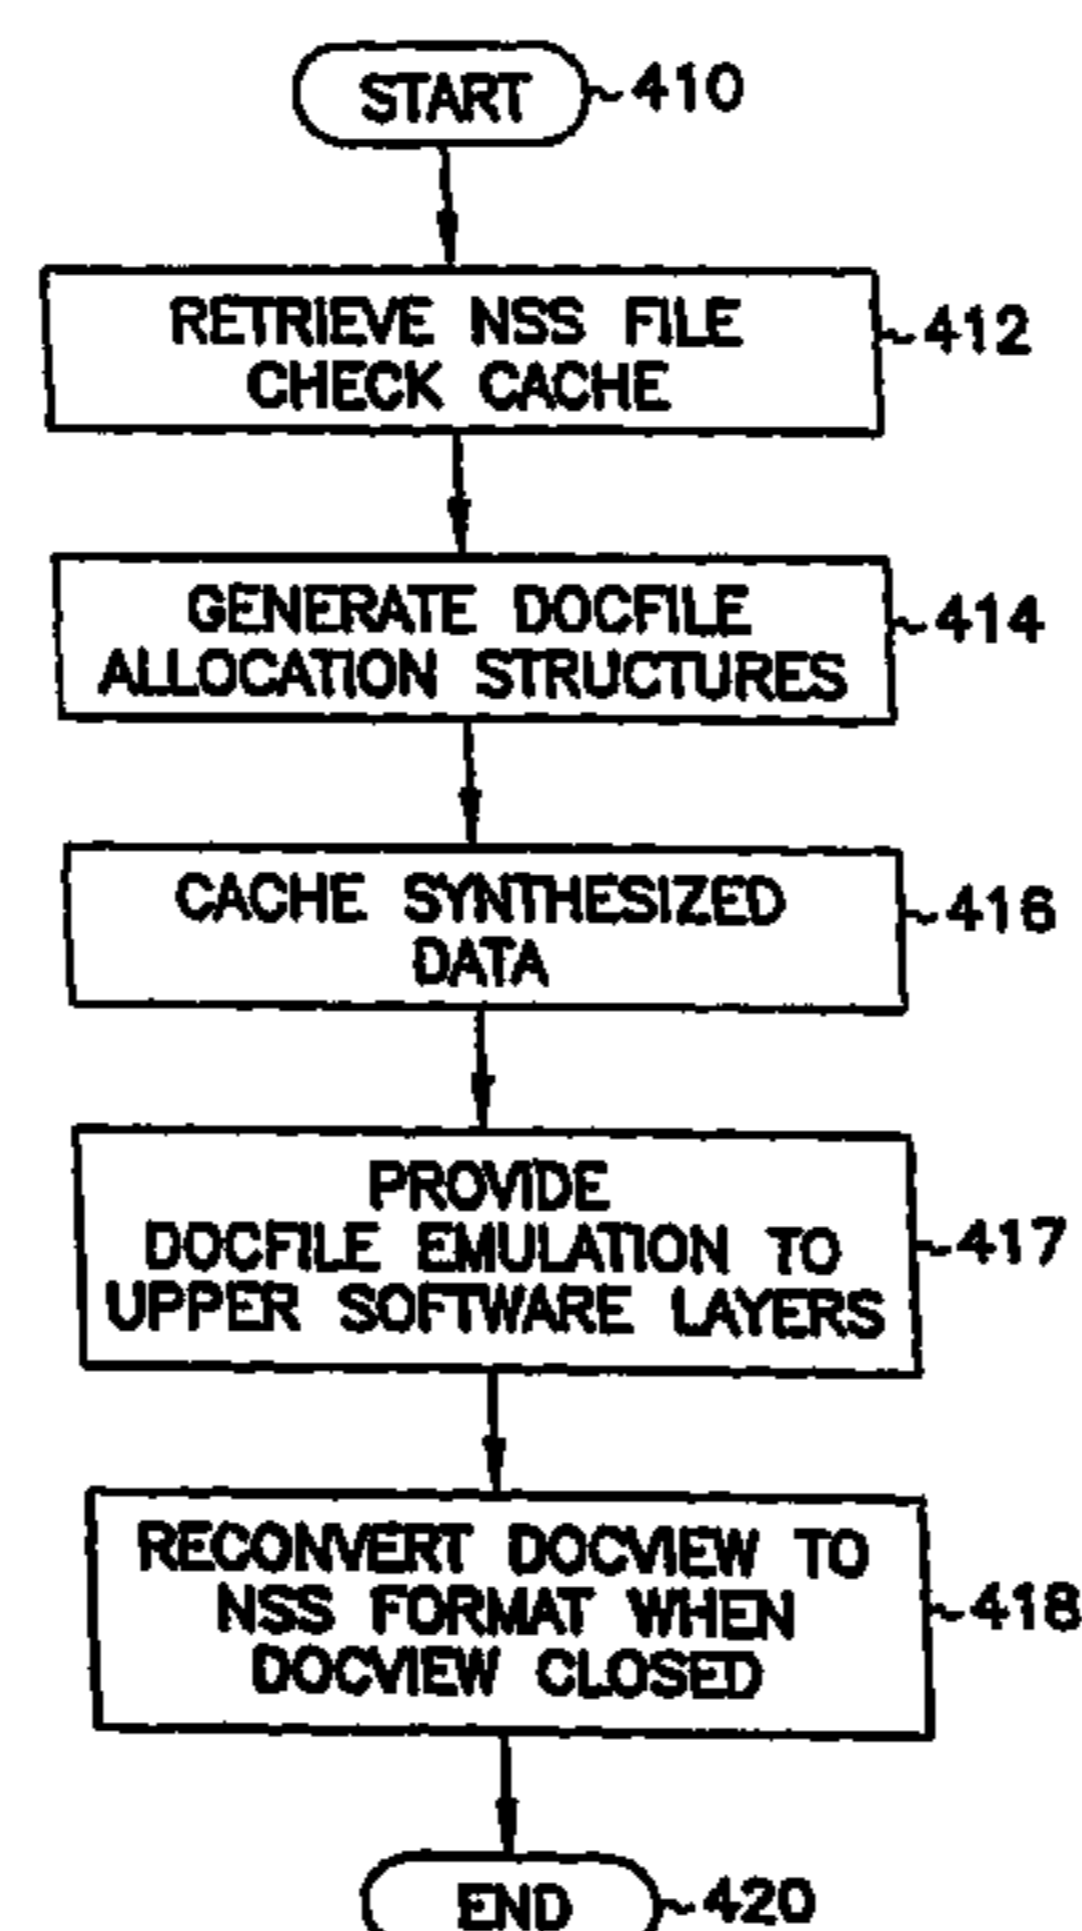 START 410
RETRIEVE NSS FILE
CHECK CACHE 412
GENERATE DOCFILE
ALLOCATION STRUCTURES 414
CACHE SYNTHESIZED
DATA 416
PROVIDE
DOCFILE EMULATION TO
UPPER SOFTWARE LAYERS 417
RECONVERT DOCVIEW TO
NSS FORMAT WHEN
DOCVIEW CLOSED 418
END 420